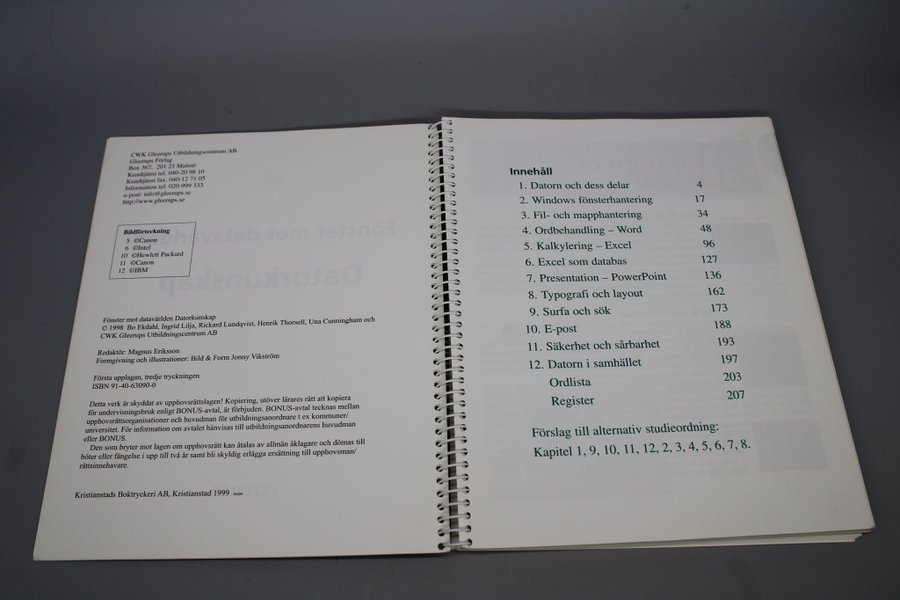 CWK Gleerups Utbildningscentrum AB
Gleerups Förlag
Box 367, 201 23 Malmö
Kundtjänst tel. 040-20 98 10
Kundtjänst fax. 040-12 71 05
Information tel. 020-999 333
e-post: info@gleerups.se
http://www.gleerups.se
Bildförteckning
5 ©Canon
6 ©Intel
10 ©Hewlett Packard
11 ©Canon
12 ©IBM
Fönster mot datavärlden Datorkunskap
© 1998 Bo Ekdahl, Ingrid Lilja, Rickard Lundqvist, Henrik Thorsell, Una Cunningham och
CWK Gleerups Utbildningscentrum AB
Redaktör: Magnus Eriksson
Formgivning och illustrationer: Bild & Form Jonny Vikström
Första upplagan, tredje tryckningen
ISBN 91-40-63090-0
Detta verk är skyddat av upphovsrättslagen! Kopiering, utöver lärares rätt att kopiera
för undervisningsbruk enligt BONUS-avtal, är förbjuden. BONUS-avtal tecknas mellan
upphovsrättsorganisationer och huvudman för utbildningsanordnare t ex kommuner/
universitet. För information om avtalet hänvisas till utbildningsanordnarens huvudman
eller BONUS.
Den som bryter mot lagen om upphovsrätt kan åtalas av allmän åklagare och dömas till
böter eller fängelse i upp till två år samt bli skyldig erlägga ersättning till upphovsman/
rättsinnehavare.
Kristianstads Boktryckeri AB, Kristianstad 1999
Innehåll
1. Datorn och dess delar 4
2. Windows fönsterhantering 17
3. Fil- och mapphantering 34
4. Ordbehandling – Word 48
5. Kalkylering – Excel 96
6. Excel som databas 127
7. Presentation – PowerPoint 136
8. Typografi och layout 162
9. Surfa och sök 173
10. E-post 188
11. Säkerhet och sårbarhet 193
12. Datorn i samhället 197
Ordlista 203
Register 207
Förslag till alternativ studieordning:
Kapitel 1, 9, 10, 11, 12, 2, 3, 4, 5, 6, 7, 8.